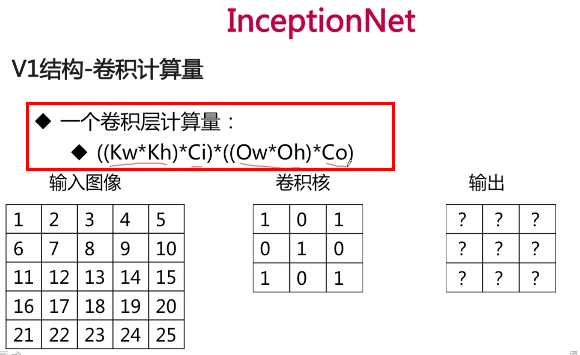 InceptionNet
V1结构-卷积计算量
◆ 一个卷积层计算量：
◆ ((Kw*Kh)*Ci)*((Ow*Oh)*Co)
输入图像 卷积核 输出
1 2 3 4 5 1 0 1 ? ? ?
6 7 8 9 10 0 1 0 ? ? ?
11 12 13 14 15 1 0 1 ? ? ?
16 17 18 19 20
21 22 23 24 25